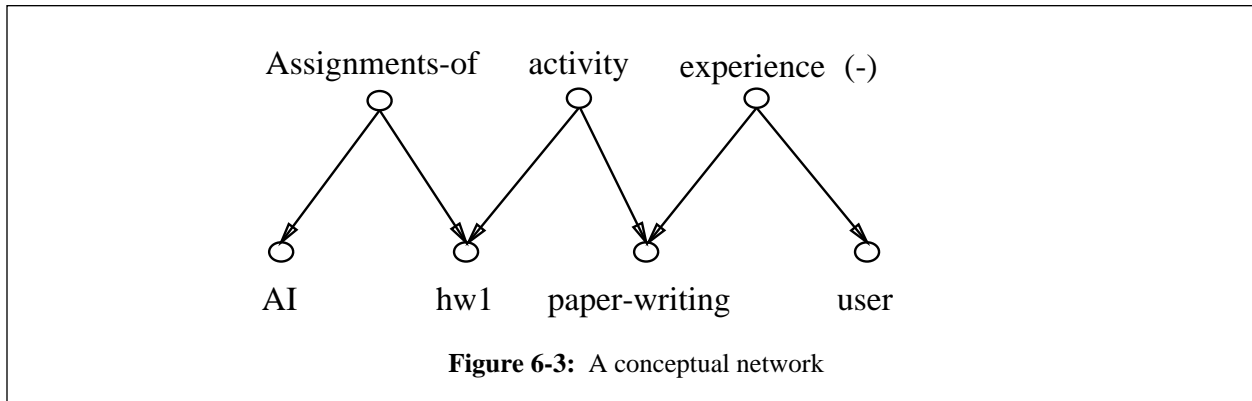 Assignments-of activity experience (-)
AI hw1 paper-writing user
Figure 6-3: A conceptual network